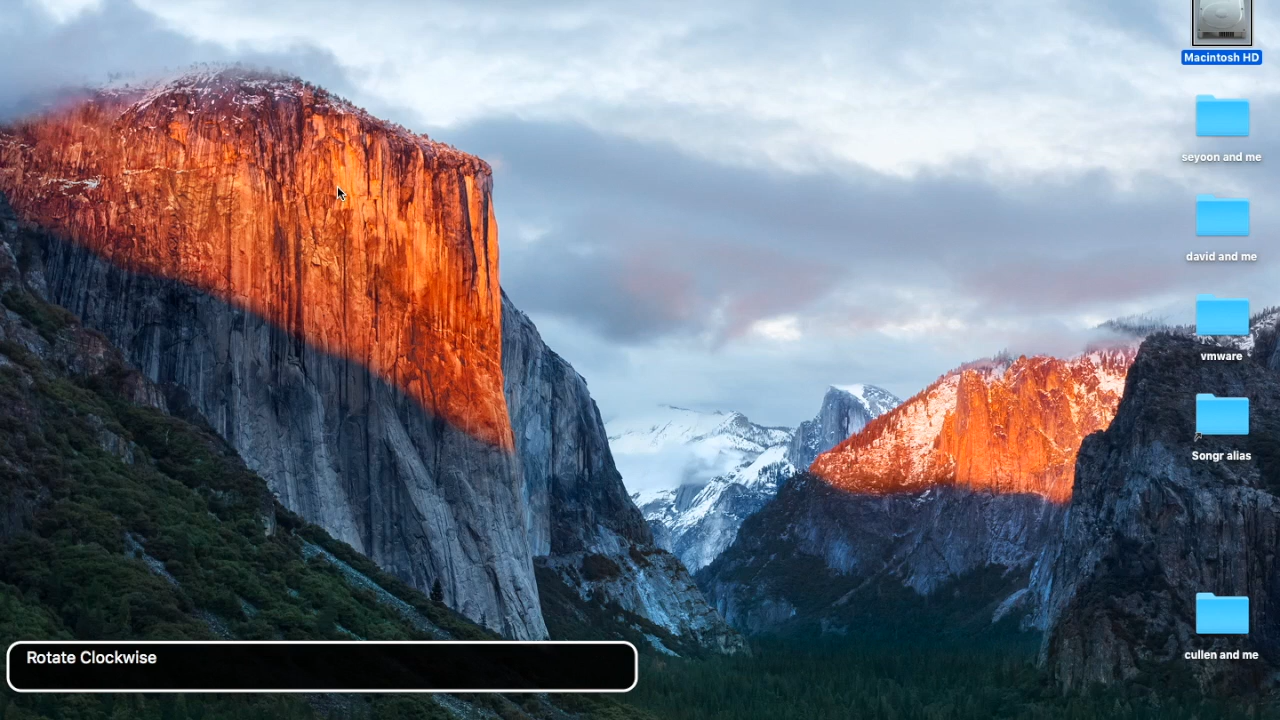 Macintosh HD
seyoon and me
david and me
vmware
Songr alias
cullen and me
Rotate Clockwise